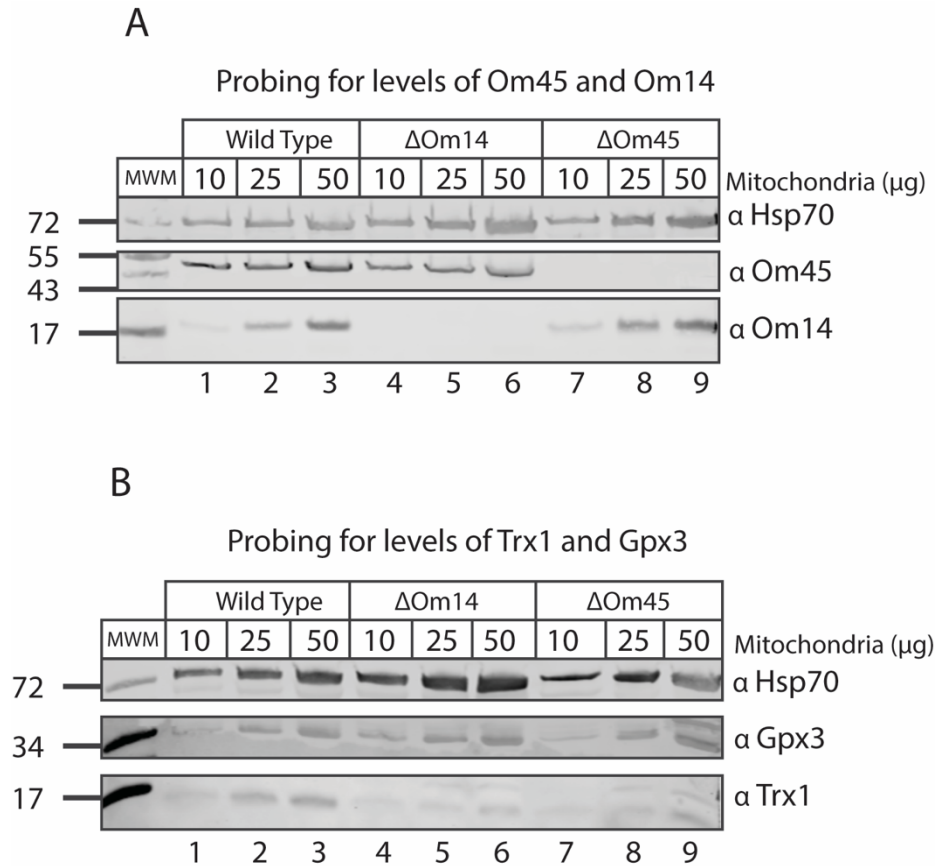 A
Probing for levels of Om45 and Om14
Wild Type ΔOm14 ΔOm45
MWM 10 25 50 10 25 50 10 25 50 Mitochondria (µg)
72 α Hsp70
55
α Om45
43
17 α Om14
1 2 3 4 5 6 7 8 9
B
Probing for levels of Trx1 and Gpx3
Wild Type ΔOm14 ΔOm45
MWM 10 25 50 10 25 50 10 25 50 Mitochondria (µg)
72 α Hsp70
34 α Gpx3
17 α Trx1
1 2 3 4 5 6 7 8 9